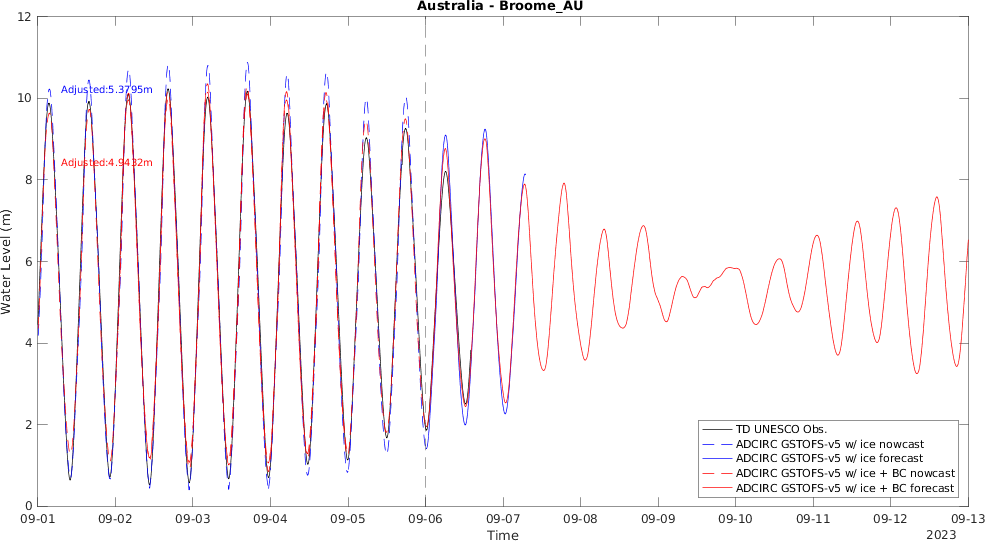 Australia - Broome_AU
12
10
8
6
4
2
0
Water Level (m)
Adjusted:5.3795m
Adjusted:4.9432m
TD UNESCO Obs.
ADCIRC GSTOFS-v5 w/ ice nowcast
ADCIRC GSTOFS-v5 w/ ice forecast
ADCIRC GSTOFS-v5 w/ ice + BC nowcast
ADCIRC GSTOFS-v5 w/ ice + BC forecast
09-01 09-02 09-03 09-04 09-05 09-06 09-07 09-08 09-09 09-10 09-11 09-12 09-13
Time
2023